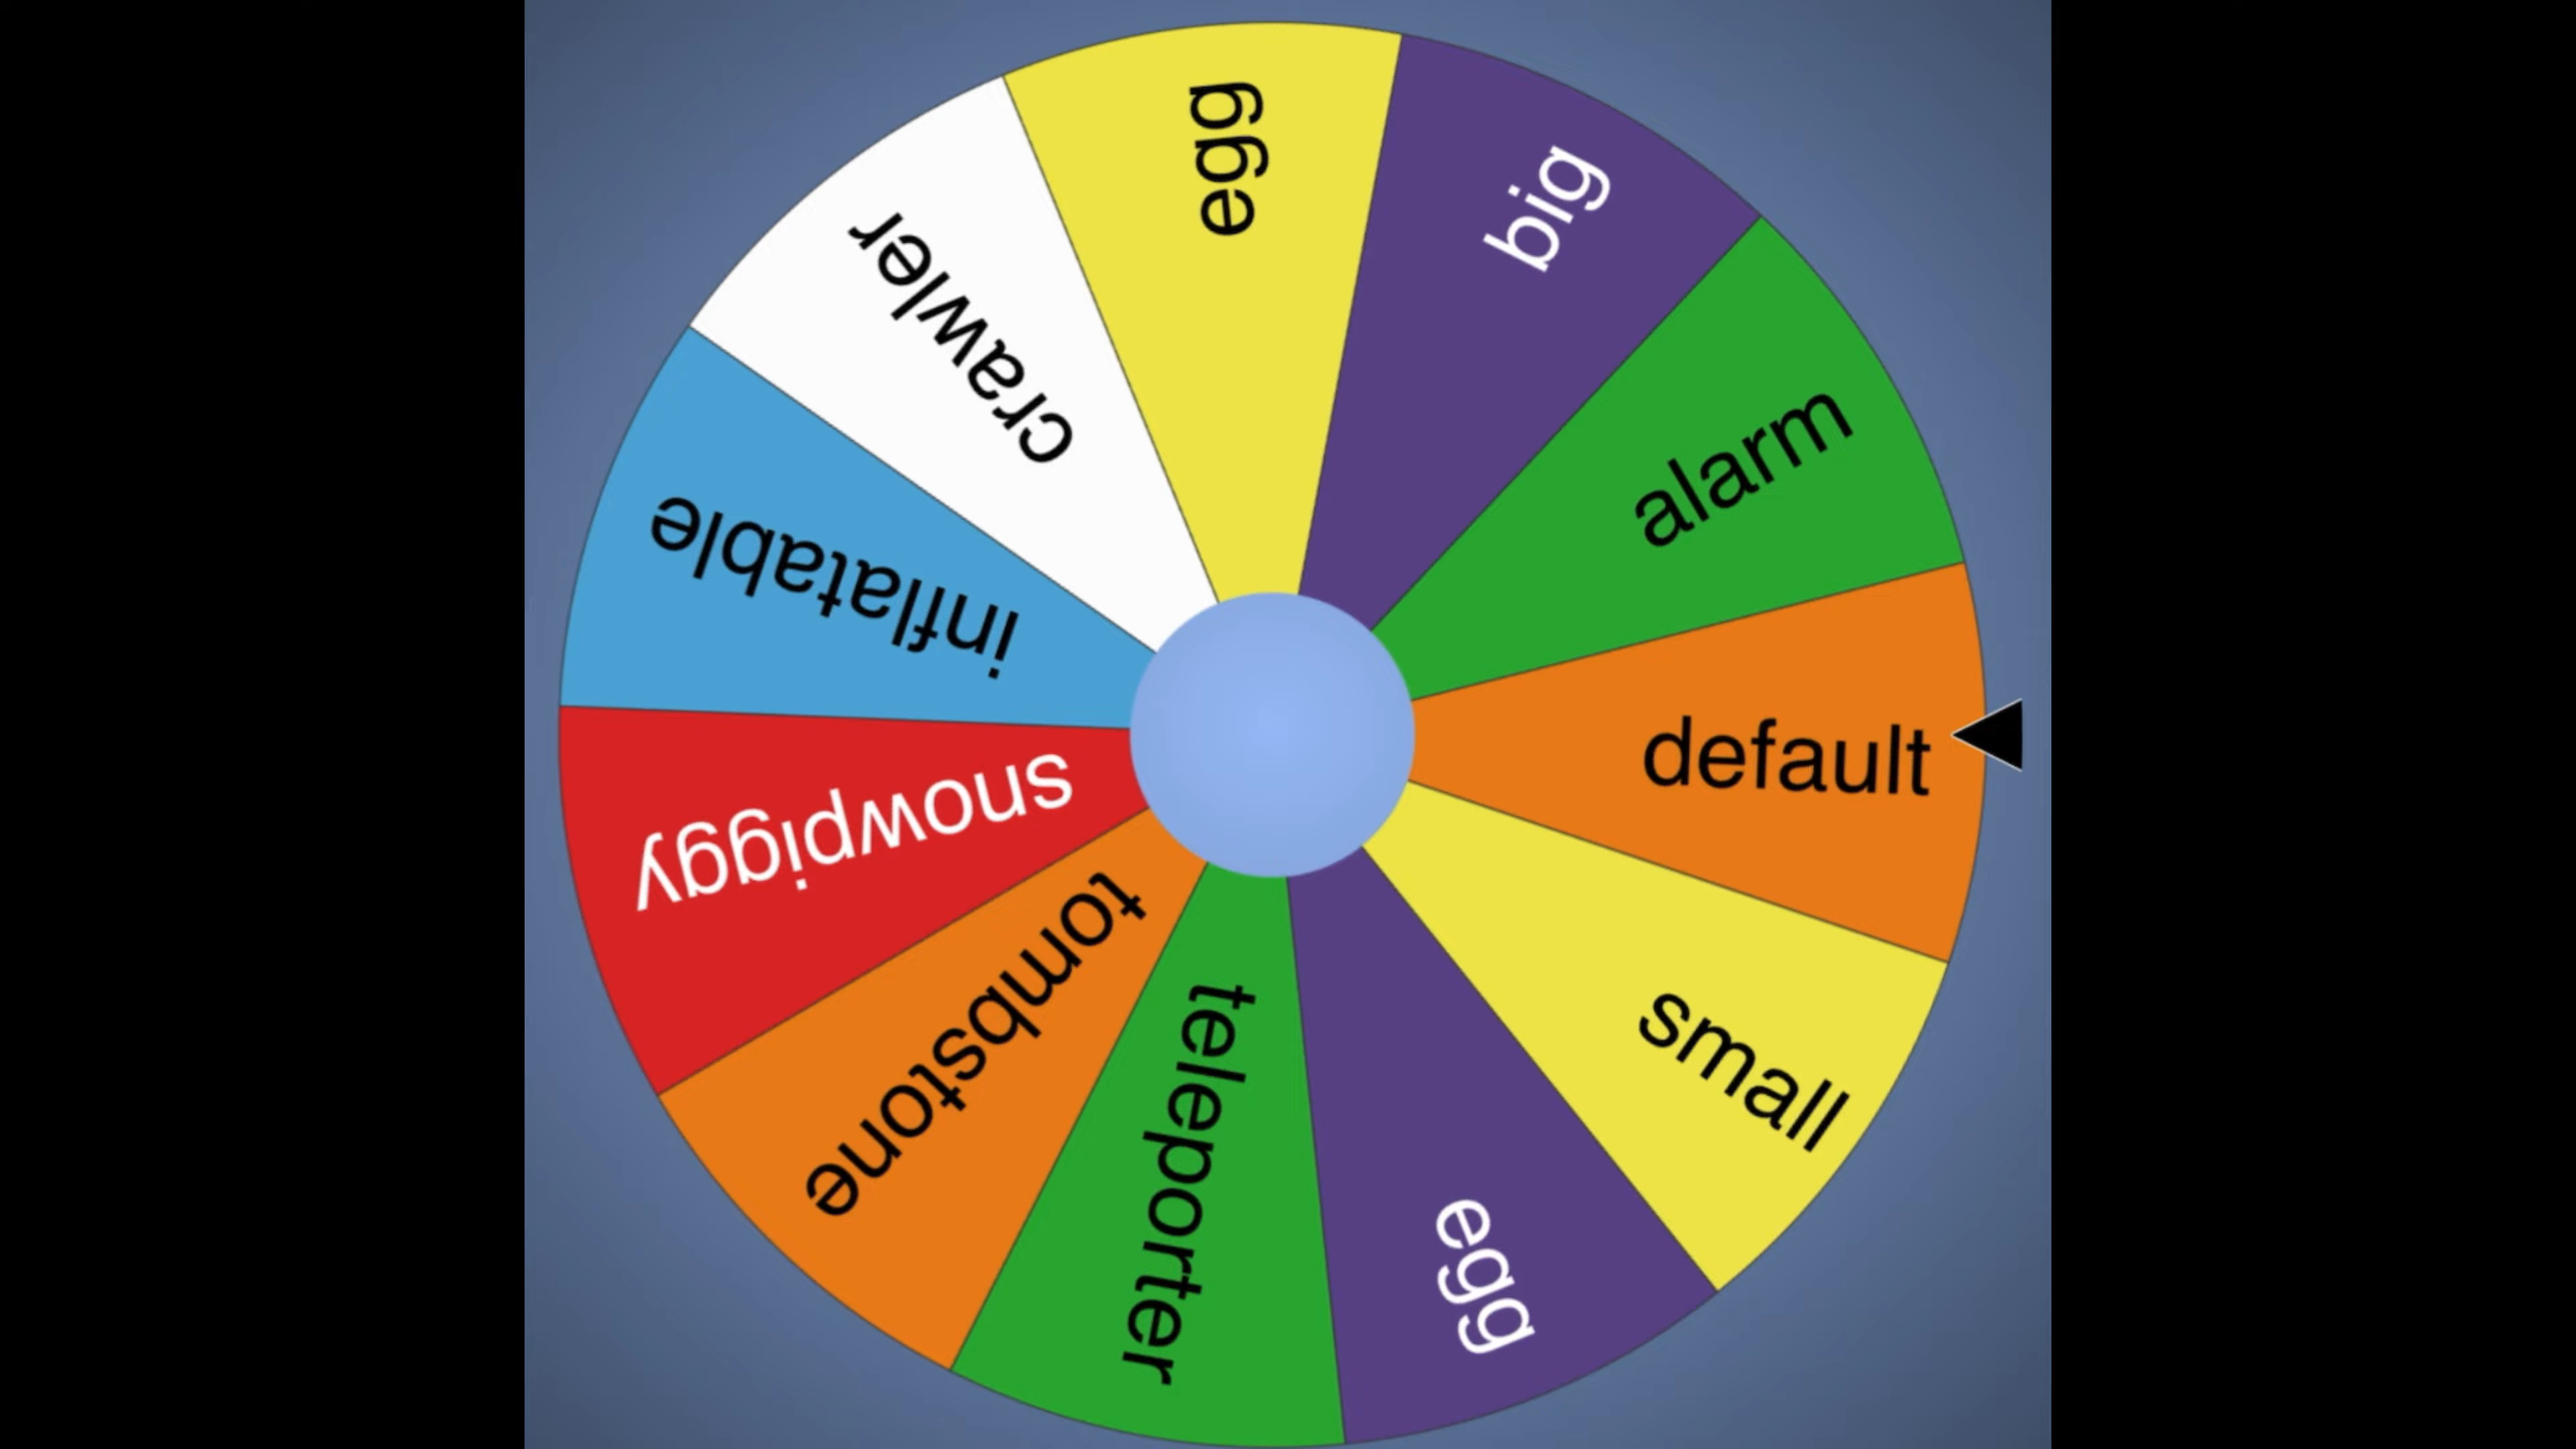 egg
big
alarm
default
small
egg
teleporter
tombstone
snowpiggy
inflatable
crawler